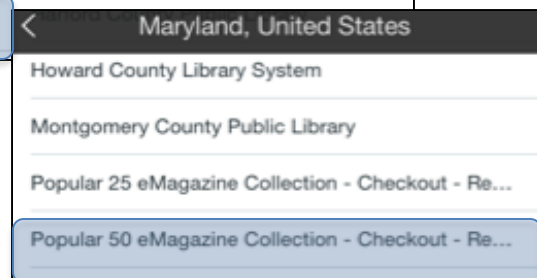 Maryland, United States
Howard County Library System
Montgomery County Public Library
Popular 25 eMagazine Collection - Checkout - Re...
Popular 50 eMagazine Collection - Checkout - Re...